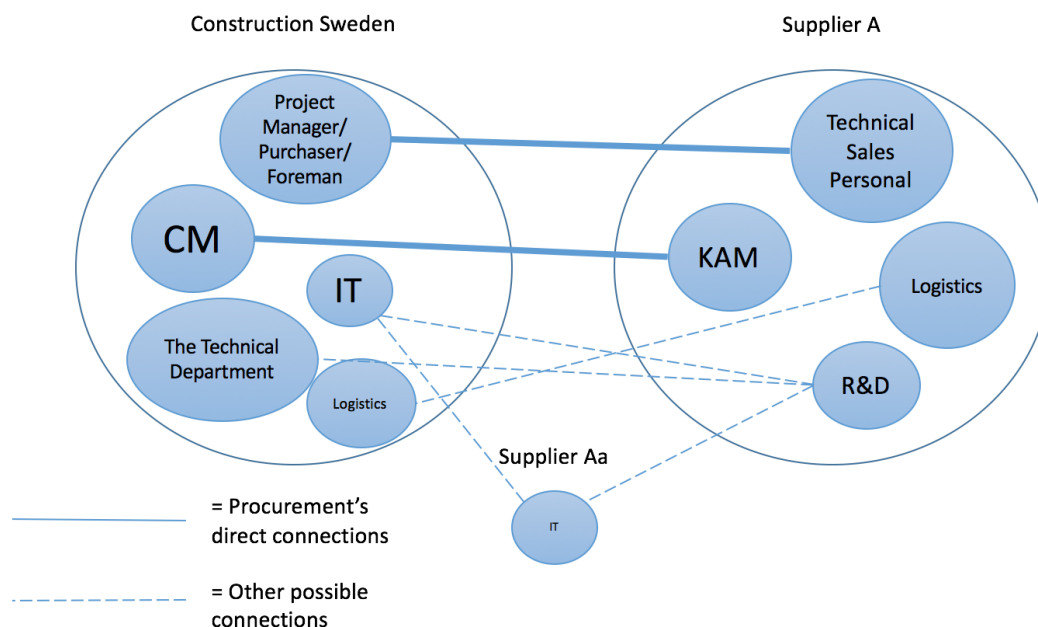 Construction Sweden
Supplier A
Project
Manager/
Purchaser/
Foreman
Technical
Sales
Personal
CM
KAM
IT
Logistics
The Technical
Department
Logistics
R&D
Supplier Aa
IT
= Procurement's
direct connections
= Other possible
connections